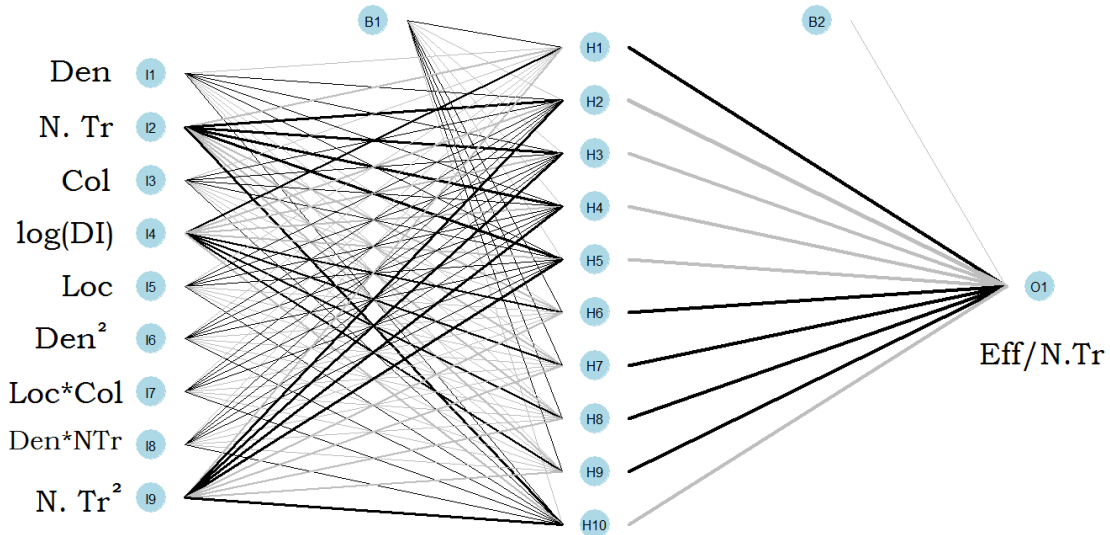 B1
B2
H1
Den I1
H2
N. Tr I2
H3
Col I3
H4
log(DI) I4
H5
Loc I5
O1
H6
Den² I6
Eff/N.Tr
H7
Loc*Col I7
H8
Den*NTr I8
H9
N. Tr² I9
H10